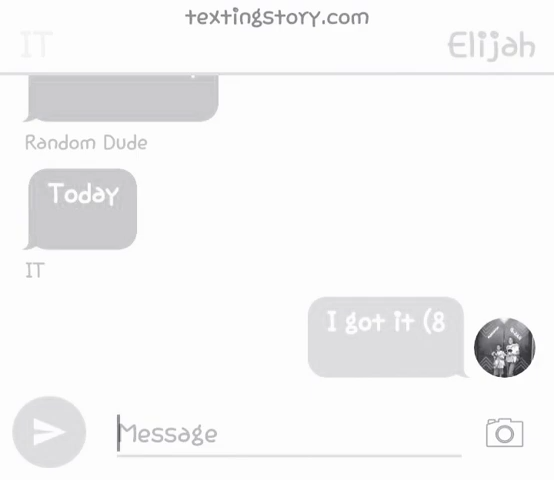 textingstory.com
IT
Elijah
Random Dude
Today
IT
I got it (8
Message